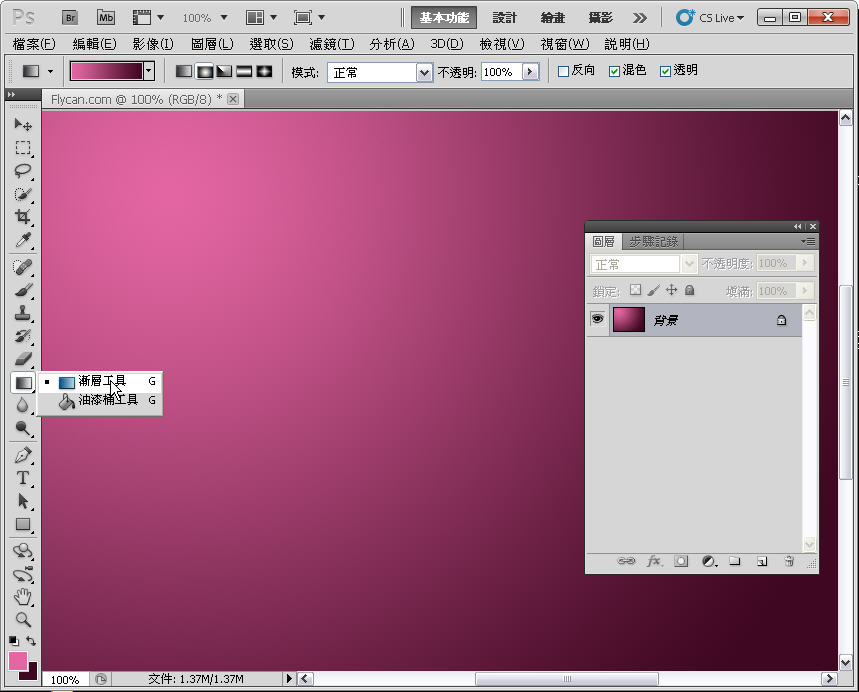 Ps Br Mb 100% 基本功能 設計 繪畫 攝影 CS Live
檔案(F) 編輯(E) 影像(I) 圖層(L) 選取(S) 濾鏡(T) 分析(A) 3D(D) 檢視(V) 視窗(W) 說明(H)
模式: 正常 不透明: 100% 反向 混色 透明
Flycan.com @ 100% (RGB/8) *
圖層 步驟記錄
正常 不透明度: 100%
鎖定: 填滿: 100%
背景
漸層工具 G
油漆桶工具 G
T
fx
100% 文件: 1.37M/1.37M